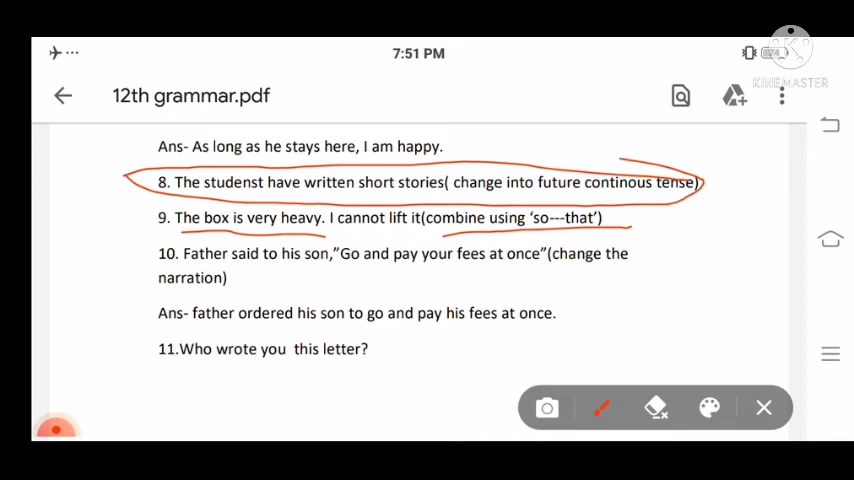 7:51 PM
KINEMASTER
12th grammar.pdf
Ans- As long as he stays here, I am happy.
8. The studenst have written short stories( change into future continous tense)
9. The box is very heavy. I cannot lift it(combine using ‘so---that’)
10. Father said to his son,”Go and pay your fees at once”(change the
narration)
Ans- father ordered his son to go and pay his fees at once.
11.Who wrote you this letter?